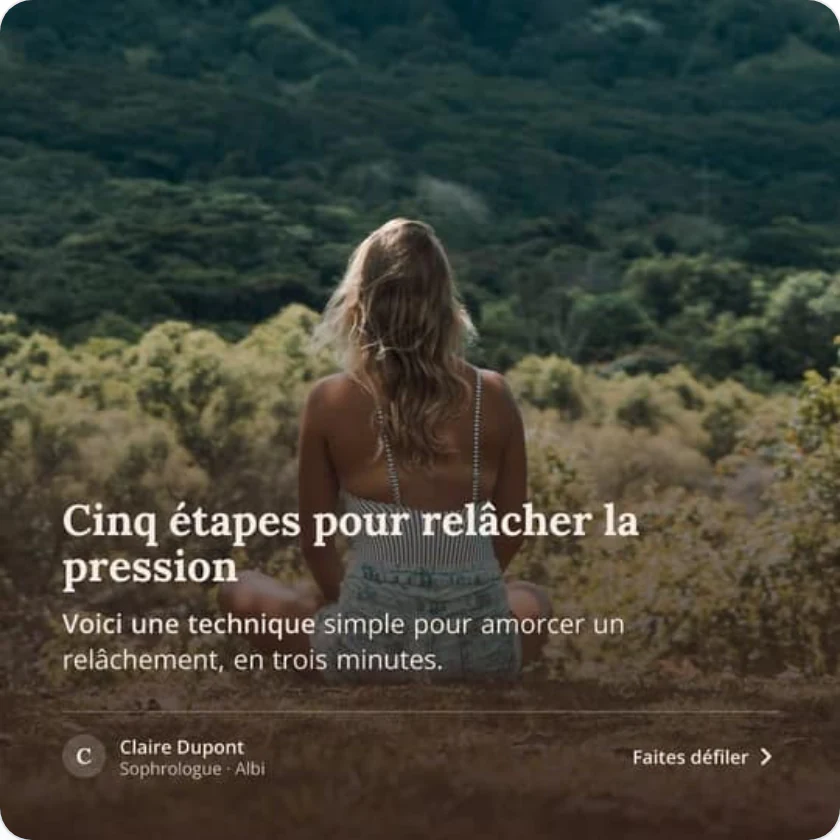 Cinq étapes pour relâcher la
pression
Voici une technique simple pour amorcer un
relâchement, en trois minutes.
C
Claire Dupont
Sophrologue · Albi
Faites défiler